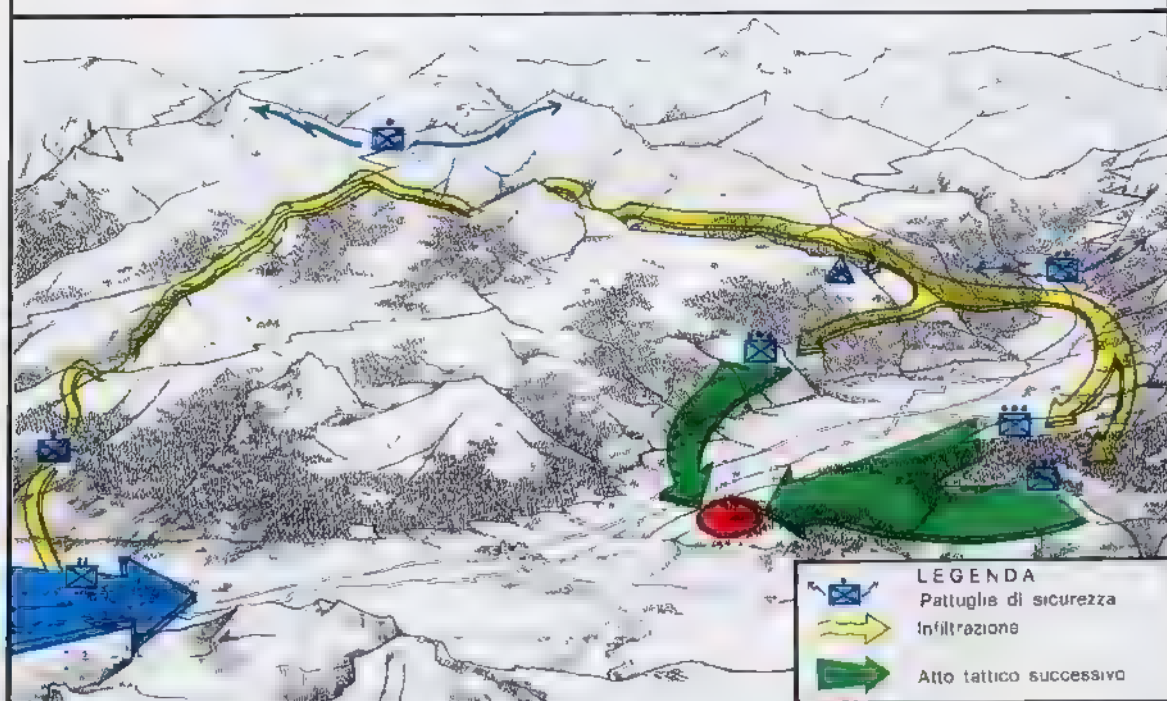 LEGENDA
Pattuglie di sicurezza
Infiltrazione
Atto tattico successivo